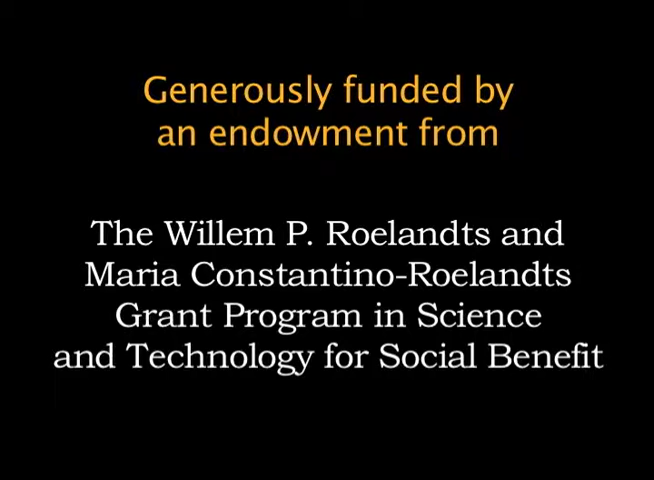 Generously funded by
an endowment from
The Willem P. Roelandts and
Maria Constantino-Roelandts
Grant Program in Science
and Technology for Social Benefit